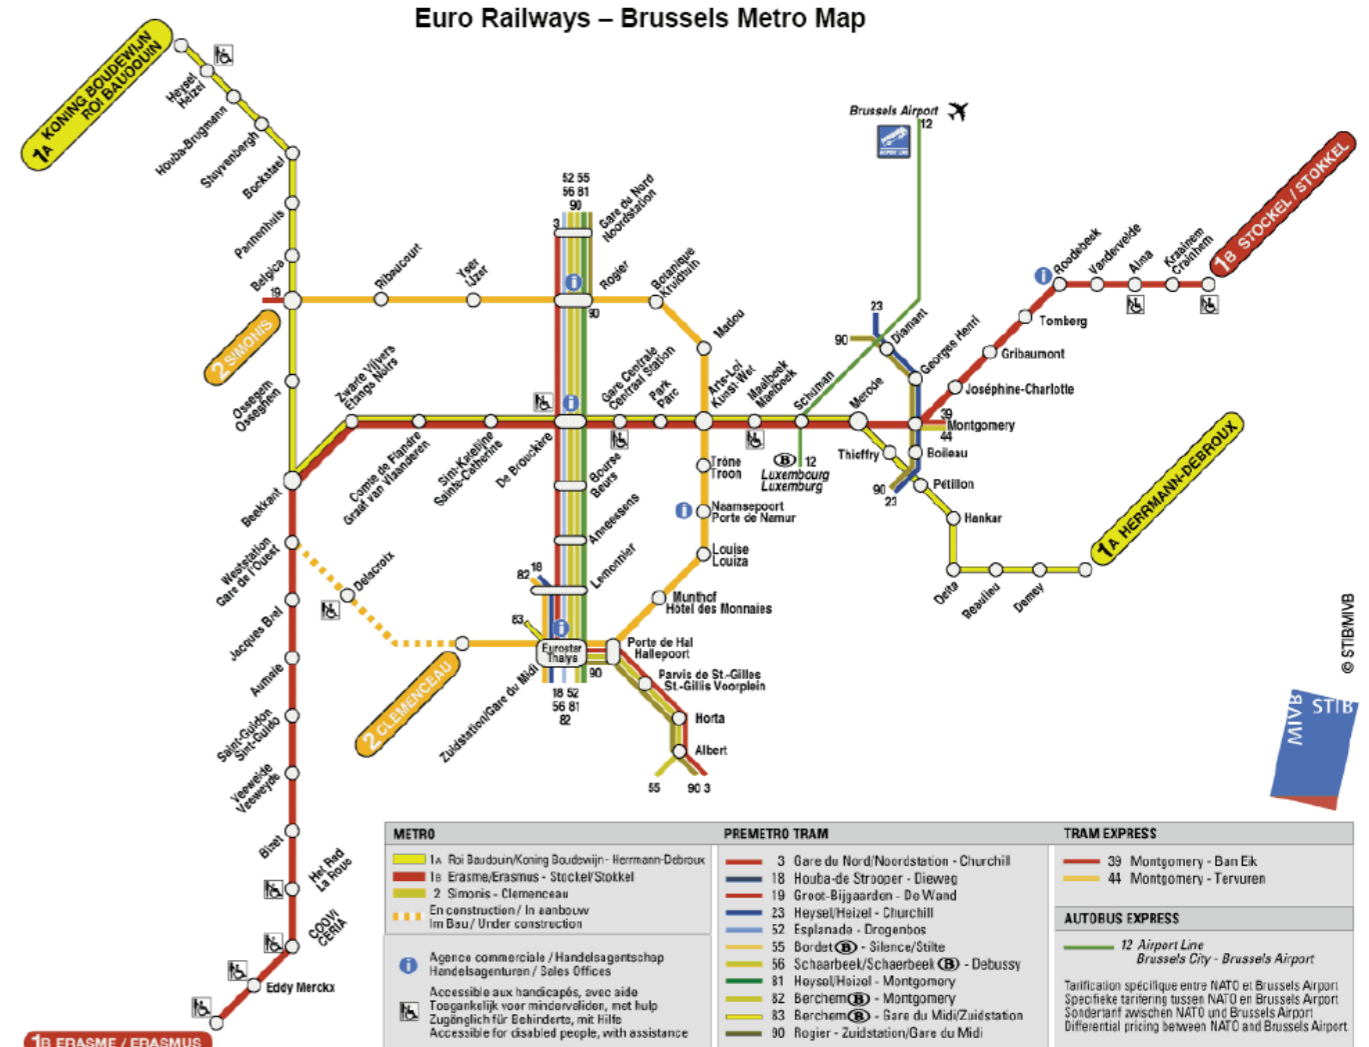 Euro Railways – Brussels Metro Map
1A KONING BOUDEWIJN
ROI BAUDOUIN
Heysel
Heizel
Houba-Brugmann
Stuyvenbergh
Bockstael
Pannenhuis
Belgica
19
2 SIMONIS
Ribaucourt
Yser
IJzer
52 55
56 81
90
3
Gare du Nord
Noordstation
Rogier
90
Botanique
Kruidtuin
Madou
Brussels Airport
12
AIRPORT LINE
1B STOCKEL / STOKKEL
Roodebeek
Vandervelde
Alma
Kraainem
Crainhem
Tomberg
Gribaumont
Joséphine-Charlotte
23
90
Diamant
Georges Henri
Ossegem
Osseghem
Zwarte Vijvers
Etangs Noirs
Comte de Flandre
Graaf van Vlaanderen
Sint-Katelijne
Sainte-Catherine
De Brouckère
Gare Centrale
Centraal Station
Park
Parc
Arts-Loi
Kunst-Wet
Maalbeek
Maelbeek
Schuman
Merode
39
Montgomery
44
Thieffry
Boileau
90
23
Pétillon
Hankar
Delta
Beaulieu
Demey
1A HERRMANN-DEBROUX
B
12
Luxembourg
Luxemburg
Trône
Troon
Naamsepoort
Porte de Namur
Louise
Louiza
Munthof
Hôtel des Monnaies
Bourse
Beurs
Anneessens
Lemonnier
18
82
83
Eurostar
Thalys
Porte de Hal
Hallepoort
90
Zuidstation/Gare du Midi
18 52
56 81
82
Parvis de St.-Gilles
St.-Gillis Voorplein
Horta
Albert
55
90 3
Beekkant
Weststation
Gare de l'Ouest
Delacroix
2 CLEMENCEAU
Jacques Brel
Aumale
Saint-Guidon
Sint-Guido
Veeweide
Veeweyde
Bizet
Het Rad
La Roue
COOVI
CERIA
Eddy Merckx
1B ERASME / ERASMUS
© STIB/MIVB
MIVB STIB
METRO
1A Roi Baudouin/Koning Boudewijn - Herrmann-Debroux
1B Erasme/Erasmus - Stockel/Stokkel
2 Simonis - Clemenceau
En construction / In aanbouw
Im Bau / Under construction
Agence commerciale / Handelsagentschap
Handelsagenturen / Sales Offices
Accessible aux handicapés, avec aide
Toegankelijk voor mindervaliden, met hulp
Zugänglich für Behinderte, mit Hilfe
Accessible for disabled people, with assistance
PREMETRO TRAM
3 Gare du Nord/Noordstation - Churchill
18 Houba-de Strooper - Dieweg
19 Groot-Bijgaarden - De Wand
23 Heysel/Heizel - Churchill
52 Esplanade - Drogenbos
55 Bordet B - Silence/Stilte
56 Schaarbeek/Schaerbeek B - Debussy
81 Heysel/Heizel - Montgomery
82 Berchem B - Montgomery
83 Berchem B - Gare du Midi/Zuidstation
90 Rogier - Zuidstation/Gare du Midi
TRAM EXPRESS
39 Montgomery - Ban Eik
44 Montgomery - Tervuren
AUTOBUS EXPRESS
12 Airport Line
Brussels City - Brussels Airport
Tarification spécifique entre NATO et Brussels Airport
Specifieke tarifering tussen NATO en Brussels Airport
Sondertarif zwischen NATO und Brussels Airport
Differential pricing between NATO and Brussels Airport